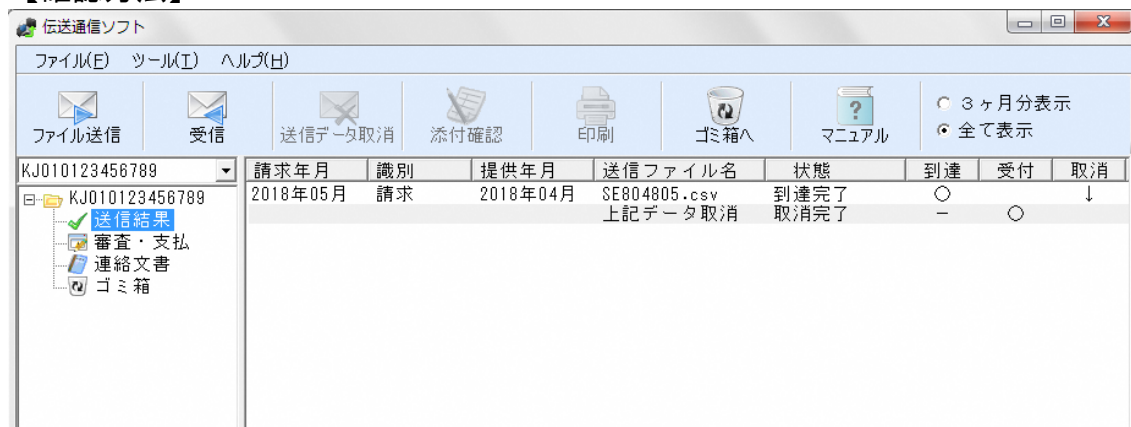 伝送通信ソフト
ファイル(F) ツール(T) ヘルプ(H)
ファイル送信 受信 送信データ取消 添付確認 印刷 ゴミ箱へ マニュアル
3ヶ月分表示
全て表示
KJ010123456789
KJ010123456789
送信結果
審査・支払
連絡文書
ゴミ箱
請求年月 識別 提供年月 送信ファイル名 状態 到達 受付 取消
2018年05月 請求 2018年04月 SE804805.csv 到達完了 ○ ↓
上記データ取消 取消完了 － ○